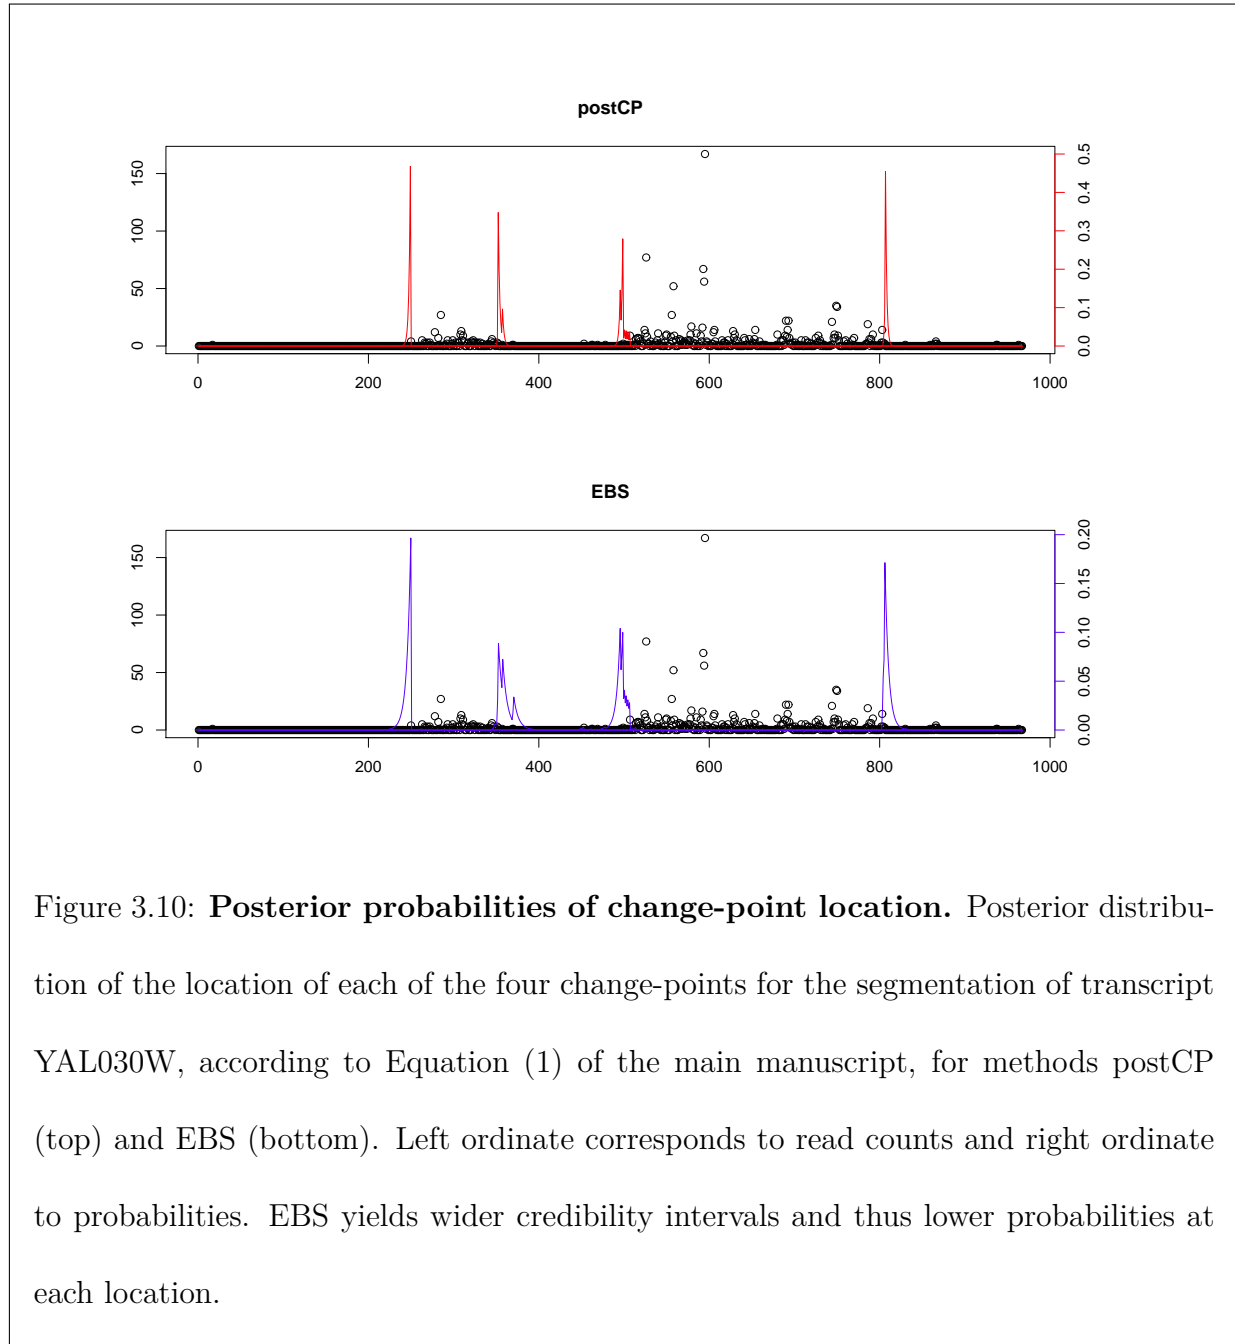 postCP
150
100
50
0
0.5
0.4
0.3
0.2
0.1
0.0
0 200 400 600 800 1000
EBS
150
100
50
0
0.20
0.15
0.10
0.05
0.00
0 200 400 600 800 1000
Figure 3.10: Posterior probabilities of change-point location. Posterior distribu-
tion of the location of each of the four change-points for the segmentation of transcript
YAL030W, according to Equation (1) of the main manuscript, for methods postCP
(top) and EBS (bottom). Left ordinate corresponds to read counts and right ordinate
to probabilities. EBS yields wider credibility intervals and thus lower probabilities at
each location.